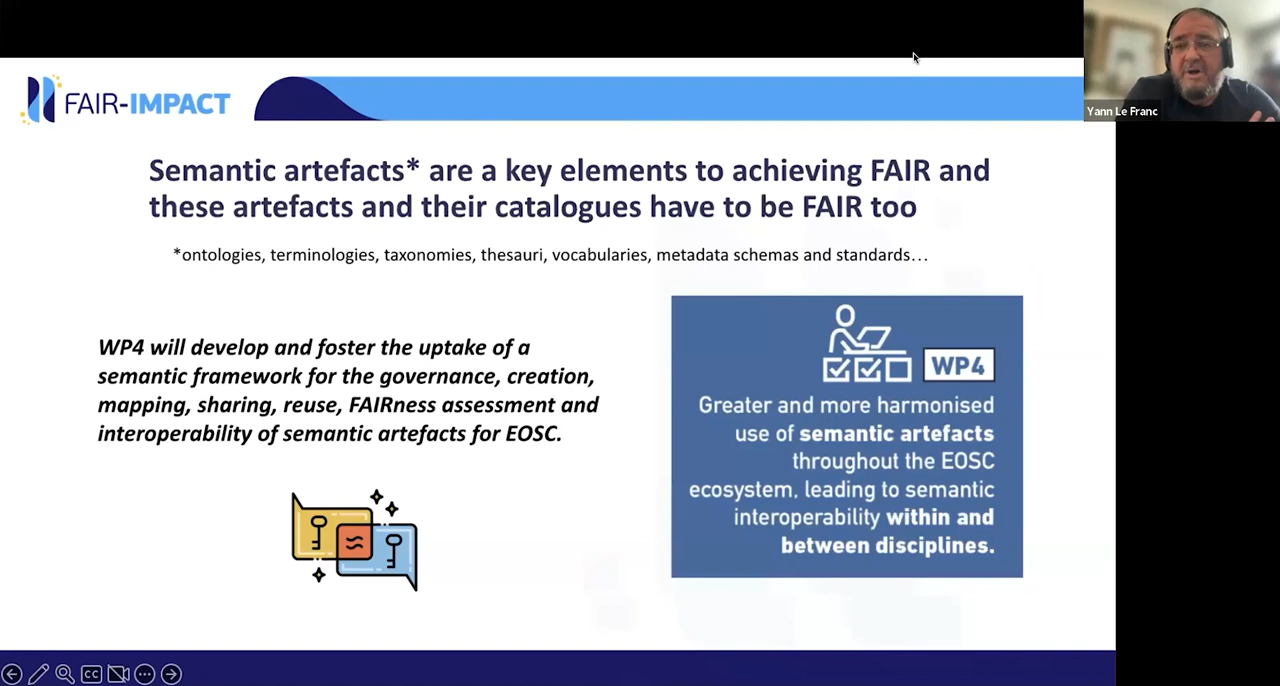 FAIR-IMPACT
Yann Le Franc
Semantic artefacts* are a key elements to achieving FAIR and
these artefacts and their catalogues have to be FAIR too
*ontologies, terminologies, taxonomies, thesauri, vocabularies, metadata schemas and standards…
WP4 will develop and foster the uptake of a
semantic framework for the governance, creation,
mapping, sharing, reuse, FAIRness assessment and
interoperability of semantic artefacts for EOSC.
WP4
Greater and more harmonised
use of semantic artefacts
throughout the EOSC
ecosystem, leading to semantic
interoperability within and
between disciplines.
CC